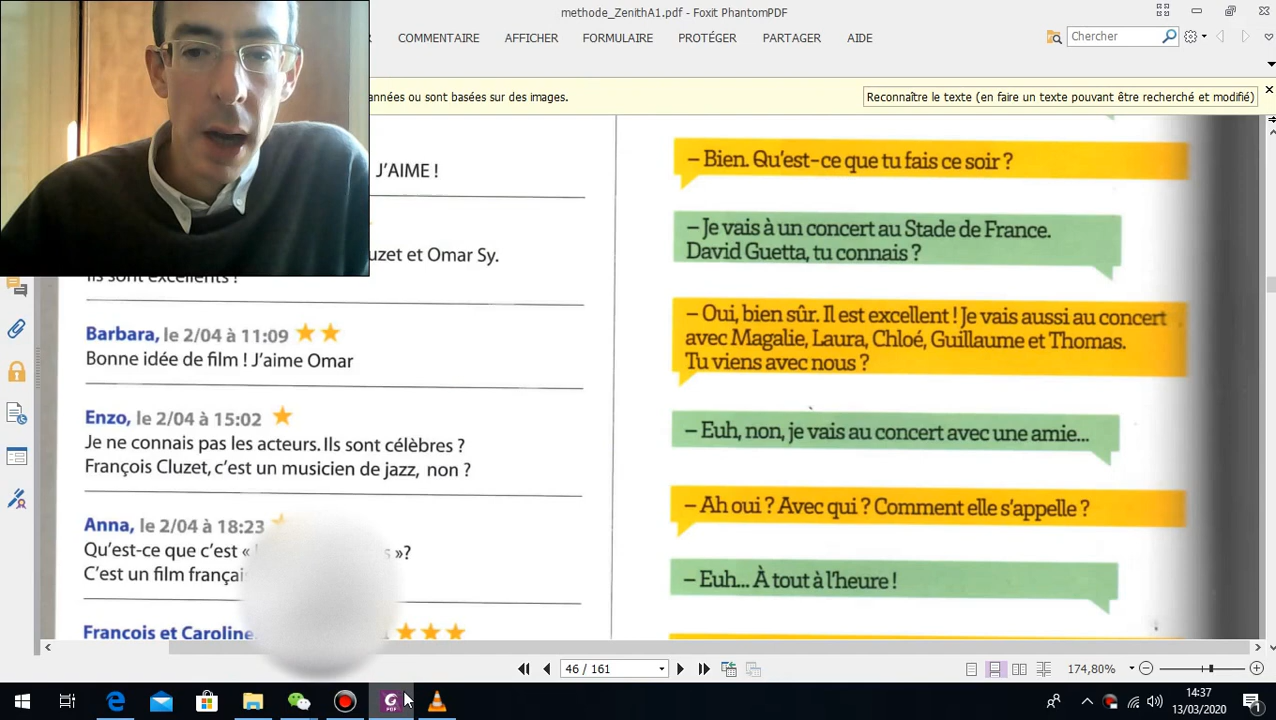 methode_ZenithA1.pdf - Foxit PhantomPDF
COMMENTAIRE AFFICHER FORMULAIRE PROTÉGER PARTAGER AIDE
Chercher
années ou sont basées sur des images.
Reconnaître le texte (en faire un texte pouvant être recherché et modifié)
J'AIME !
uzet et Omar Sy.
Ils sont excellents !
Barbara, le 2/04 à 11:09
Bonne idée de film ! J'aime Omar
Enzo, le 2/04 à 15:02
Je ne connais pas les acteurs. Ils sont célèbres ?
François Cluzet, c'est un musicien de jazz, non ?
Anna, le 2/04 à 18:23
Qu'est-ce que c'est « »?
C'est un film françai
François et Caroline,
– Bien. Qu'est-ce que tu fais ce soir ?
– Je vais à un concert au Stade de France.
David Guetta, tu connais ?
– Oui, bien sûr. Il est excellent ! Je vais aussi au concert
avec Magalie, Laura, Chloé, Guillaume et Thomas.
Tu viens avec nous ?
– Euh, non, je vais au concert avec une amie...
– Ah oui ? Avec qui ? Comment elle s'appelle ?
– Euh... À tout à l'heure !
46 / 161
174,80%
14:37
13/03/2020